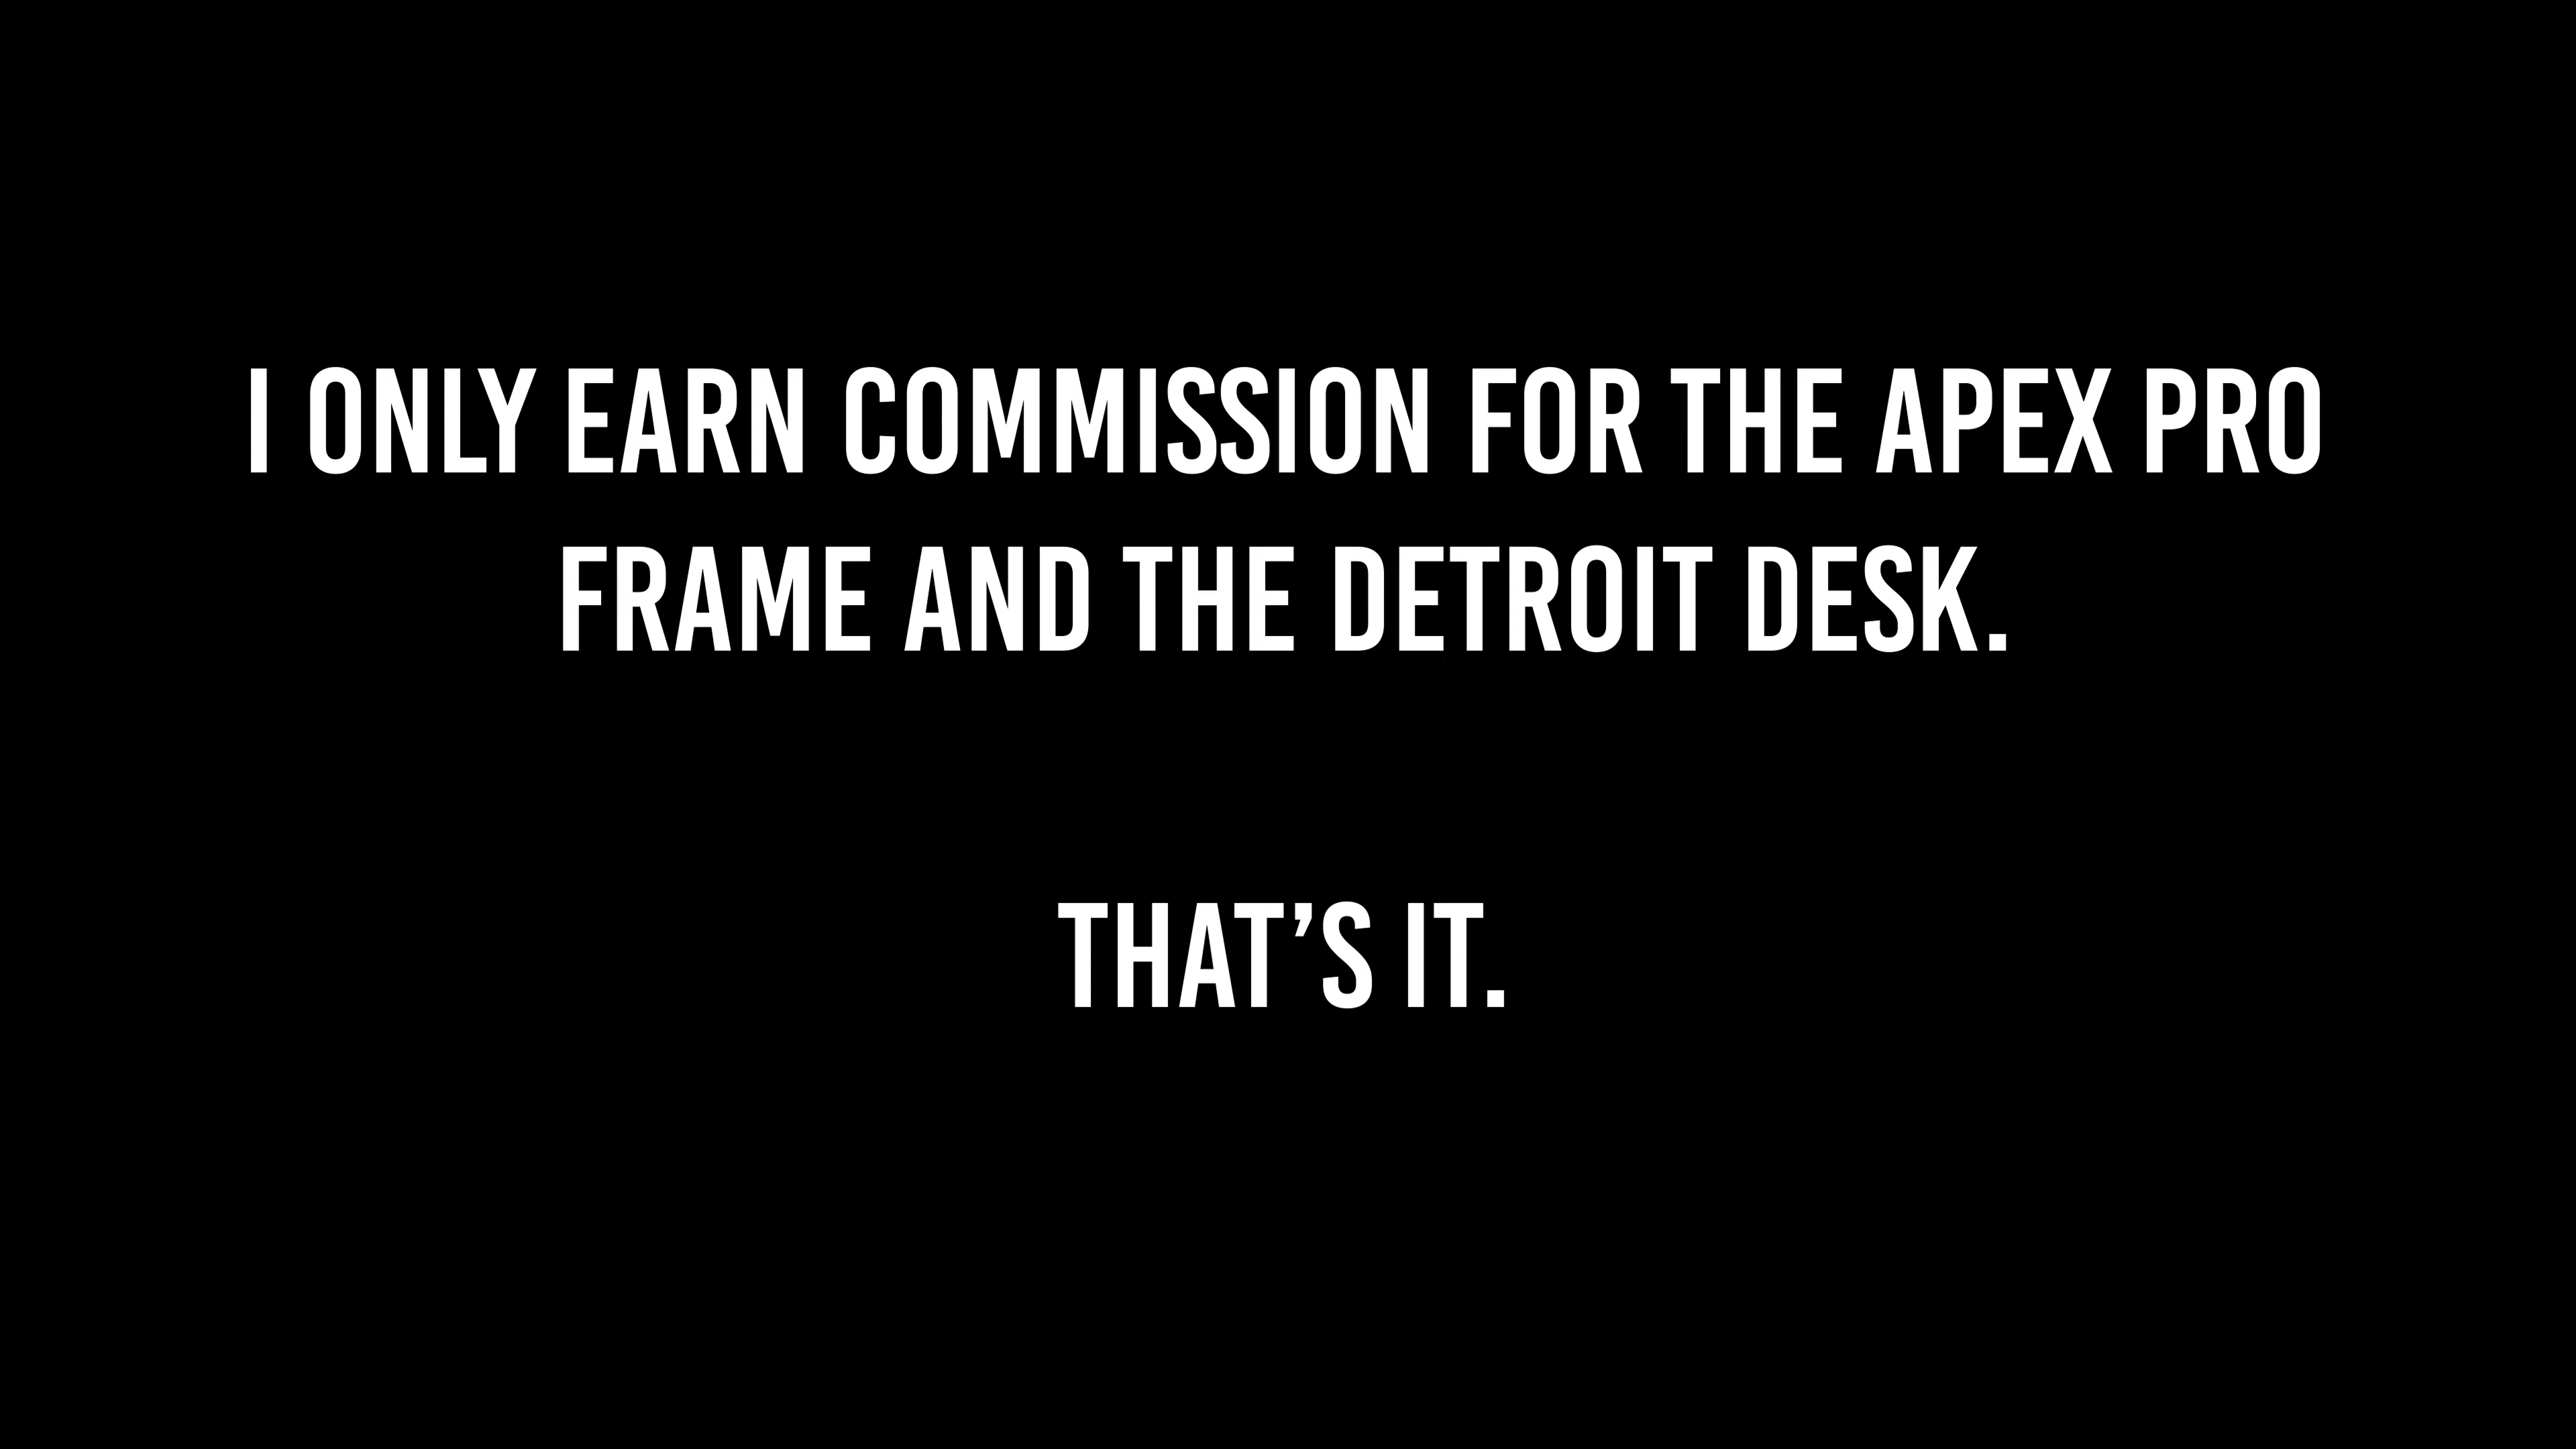 I ONLY EARN COMMISSION FOR THE APEX PRO
FRAME AND THE DETROIT DESK.
THAT’S IT.